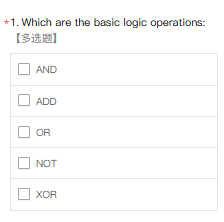 *1. Which are the basic logic operations:
【多选题】
AND
ADD
OR
NOT
XOR